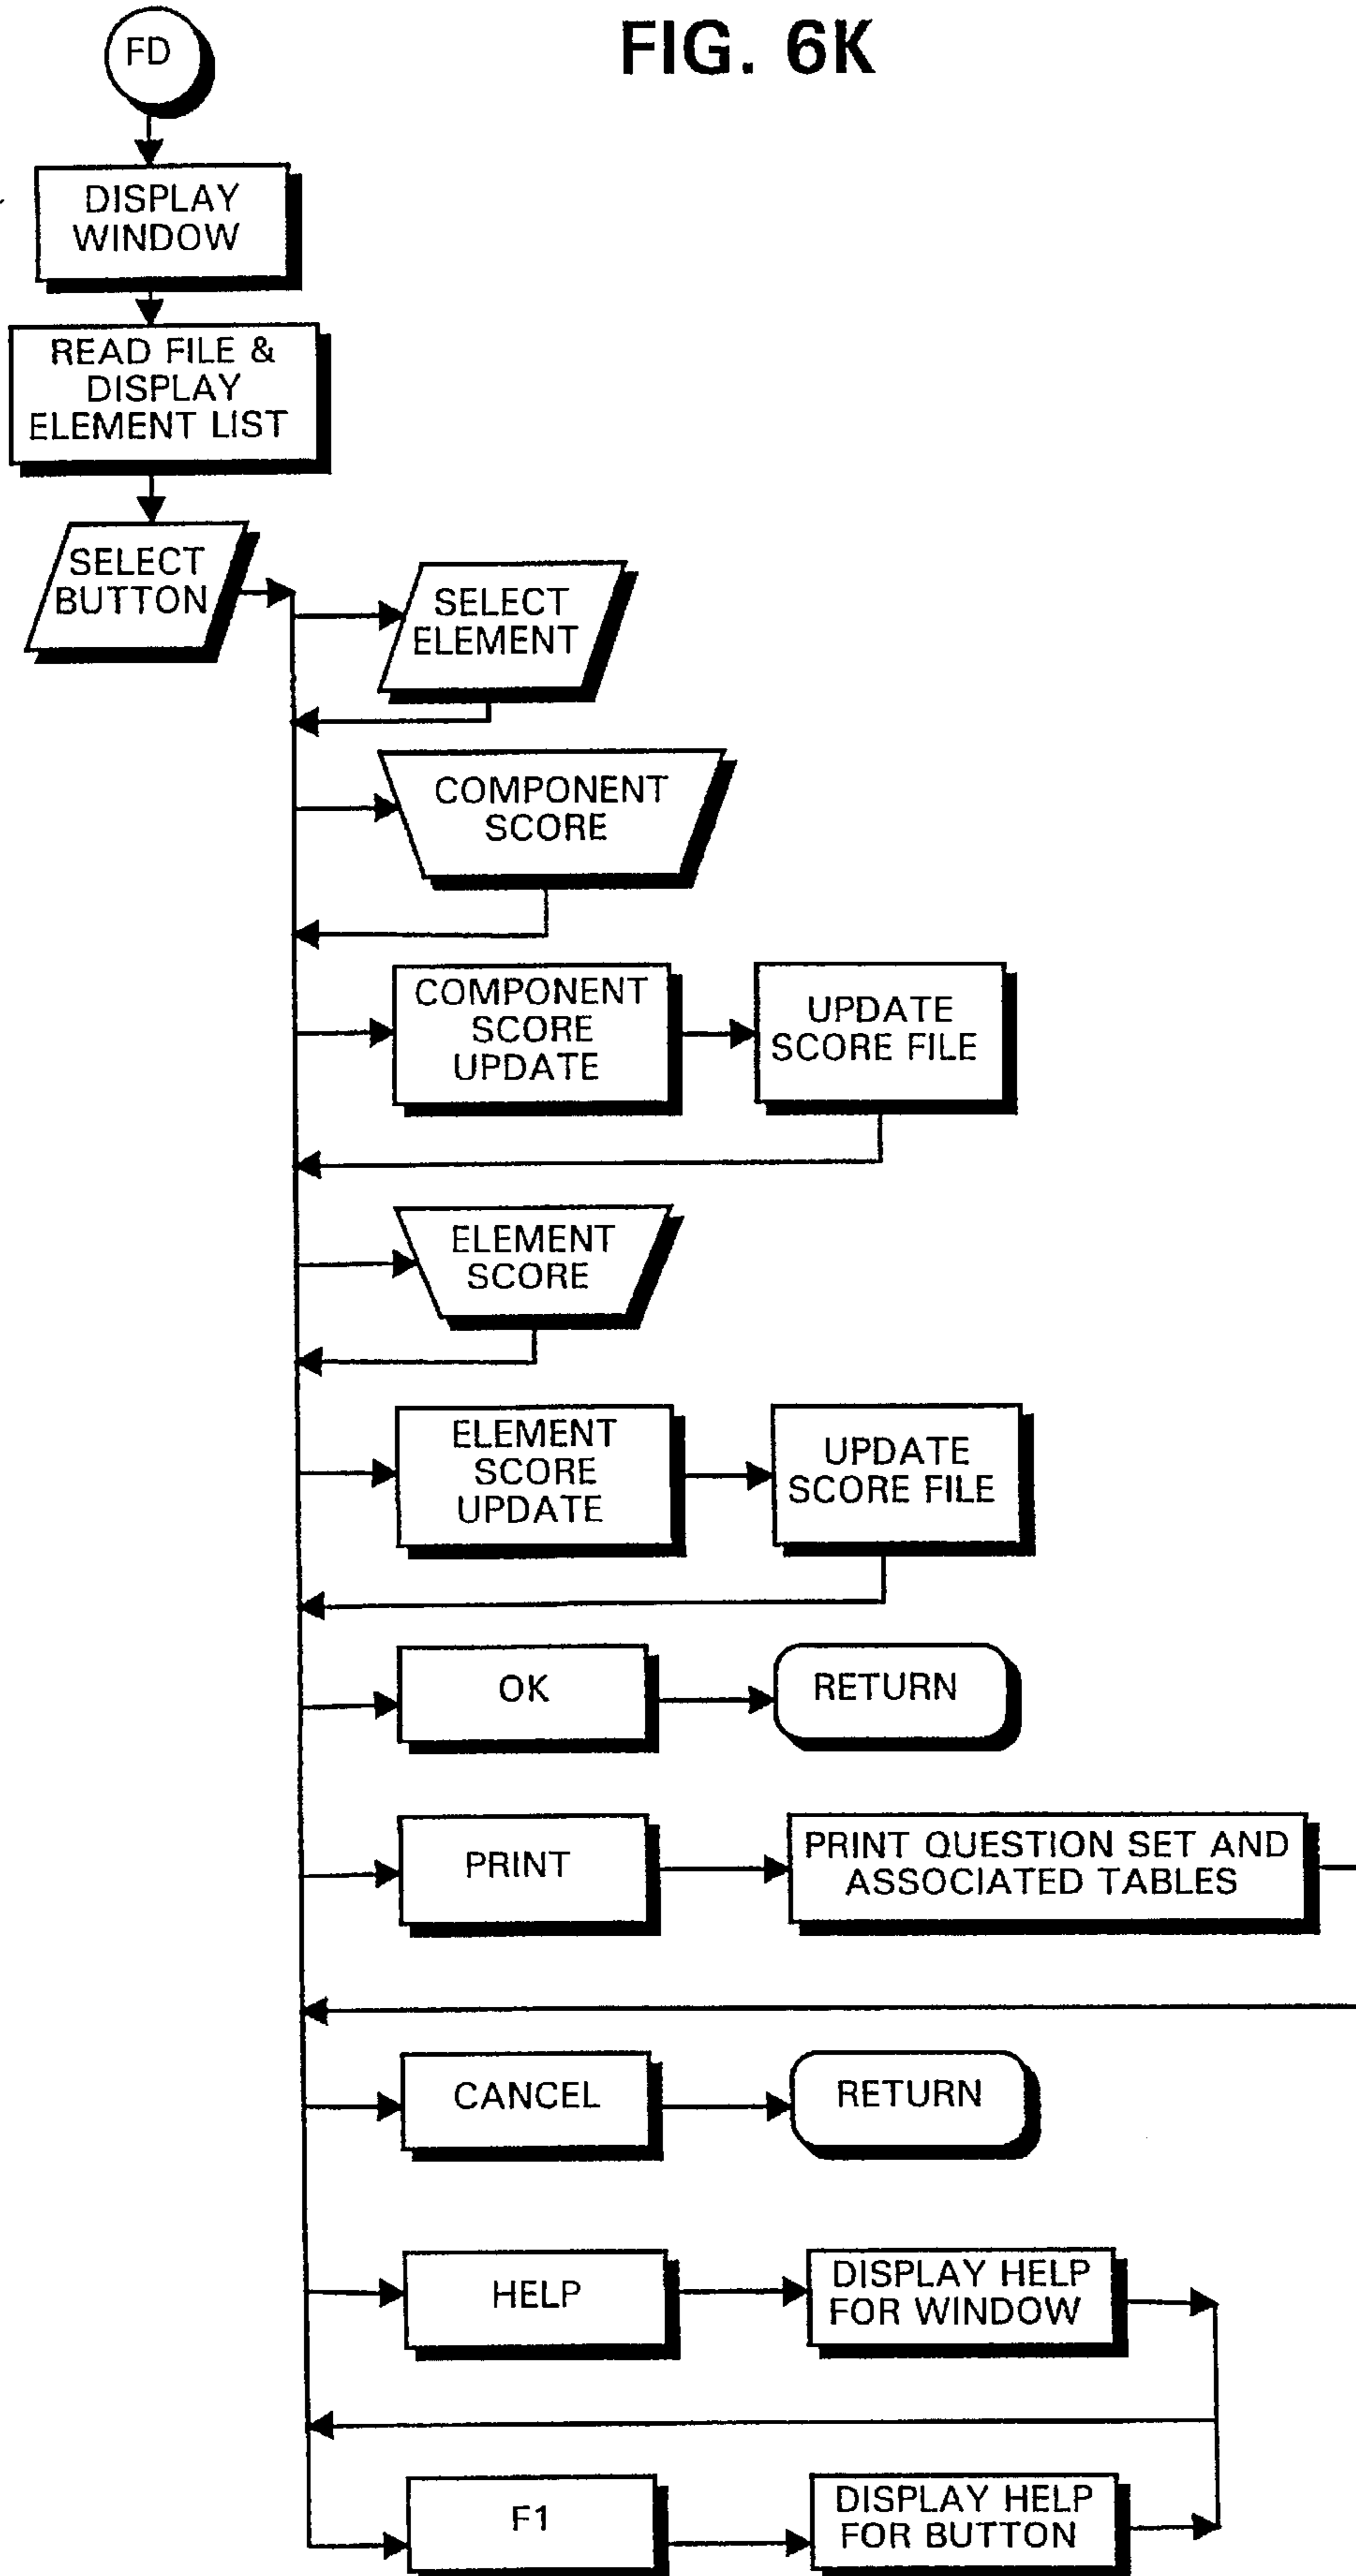 FIG. 6K
FD
DISPLAY
WINDOW
READ FILE &
DISPLAY
ELEMENT LIST
SELECT
BUTTON
SELECT
ELEMENT
COMPONENT
SCORE
COMPONENT
SCORE
UPDATE
UPDATE
SCORE FILE
ELEMENT
SCORE
ELEMENT
SCORE
UPDATE
UPDATE
SCORE FILE
OK
RETURN
PRINT
PRINT QUESTION SET AND
ASSOCIATED TABLES
CANCEL
RETURN
HELP
DISPLAY HELP
FOR WINDOW
F1
DISPLAY HELP
FOR BUTTON